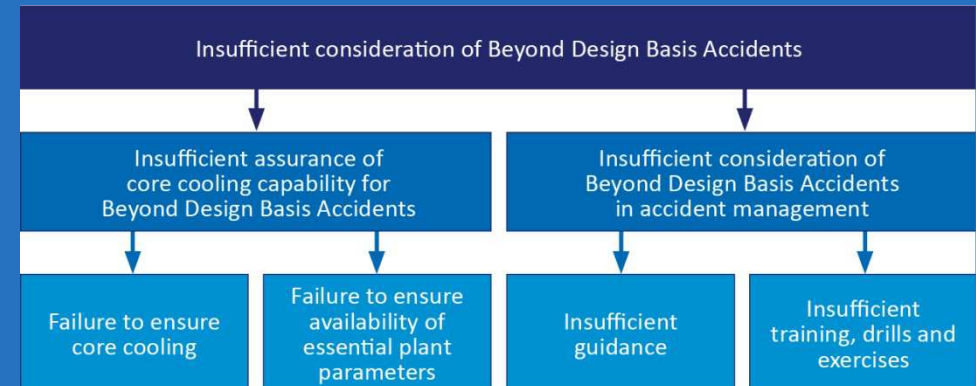 Insufficient consideration of Beyond Design Basis Accidents
Insufficient assurance of
core cooling capability for
Beyond Design Basis Accidents
Insufficient consideration of
Beyond Design Basis Accidents
in accident management
Failure to ensure
core cooling
Failure to ensure
availability of
essential plant
parameters
Insufficient
guidance
Insufficient
training, drills and
exercises